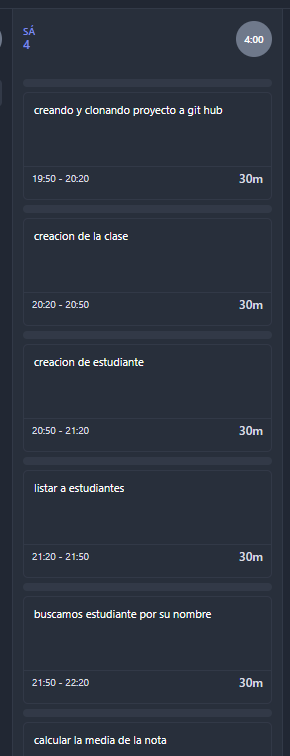 SÁ
4
4:00
creando y clonando proyecto a git hub
19:50 - 20:20 30m
creacion de la clase
20:20 - 20:50 30m
creacion de estudiante
20:50 - 21:20 30m
listar a estudiantes
21:20 - 21:50 30m
buscamos estudiante por su nombre
21:50 - 22:20 30m
calcular la media de la nota